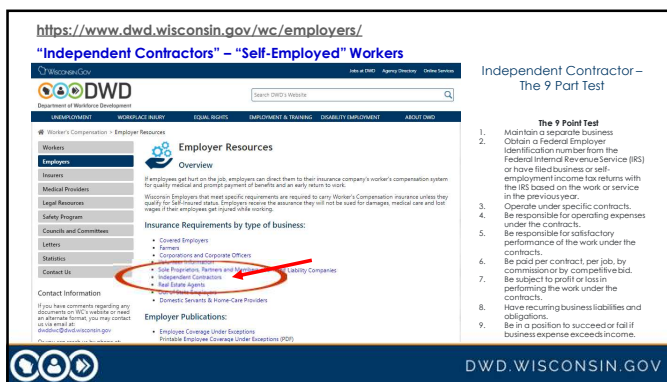 https://www.dwd.wisconsin.gov/wc/employers/
"Independent Contractors" – "Self-Employed" Workers
WISCONSIN.GOV
Jobs at DWD Agency Directory Online Services
DWD
Department of Workforce Development
Search DWD's Website
UNEMPLOYMENT WORKPLACE INJURY EQUAL RIGHTS EMPLOYMENT & TRAINING DISABILITY EMPLOYMENT ABOUT DWD
Worker's Compensation > Employer Resources
Workers
Employers
Insurers
Medical Providers
Legal Resources
Safety Program
Councils and Committees
Letters
Statistics
Contact Us
Contact Information
If you have comments regarding any
documents on WC's website or need
an alternate format, you may contact
us via email at:
dwddwc@dwd.wisconsin.gov
Employer Resources
Overview
If employees get hurt on the job, employers can direct them to their insurance company's worker's compensation system
for quality medical and prompt payment of benefits and an early return to work.
Wisconsin Employers that meet specific requirements are required to carry Worker's Compensation insurance unless they
qualify for Self-Insured status. Employers receive the assurance they will not be sued for damages, medical care and lost
wages if their employees get injured while working.
Insurance Requirements by type of business:
• Covered Employers
• Farmers
• Corporations and Corporate Officers
• Volunteer Information
• Sole Proprietors, Partners and Members Liability Companies
• Independent Contractors
• Real Estate Agents
• Out of State Employers
• Domestic Servants & Home-Care Providers
Employer Publications:
• Employee Coverage Under Exceptions
Printable Employee Coverage Under Exceptions (PDF)
Independent Contractor –
The 9 Part Test
The 9 Point Test
1. Maintain a separate business
2. Obtain a Federal Employer
Identification number from the
Federal Internal Revenue Service (IRS)
or have filed business or self-
employment income tax returns with
the IRS based on the work or service
in the previous year.
3. Operate under specific contracts.
4. Be responsible for operating expenses
under the contracts.
5. Be responsible for satisfactory
performance of the work under the
contracts.
6. Be paid per contract, per job, by
commission or by competitive bid.
7. Be subject to profit or loss in
performing the work under the
contracts.
8. Have recurring business liabilities and
obligations.
9. Be in a position to succeed or fail if
business expense exceeds income.
DWD.WISCONSIN.GOV